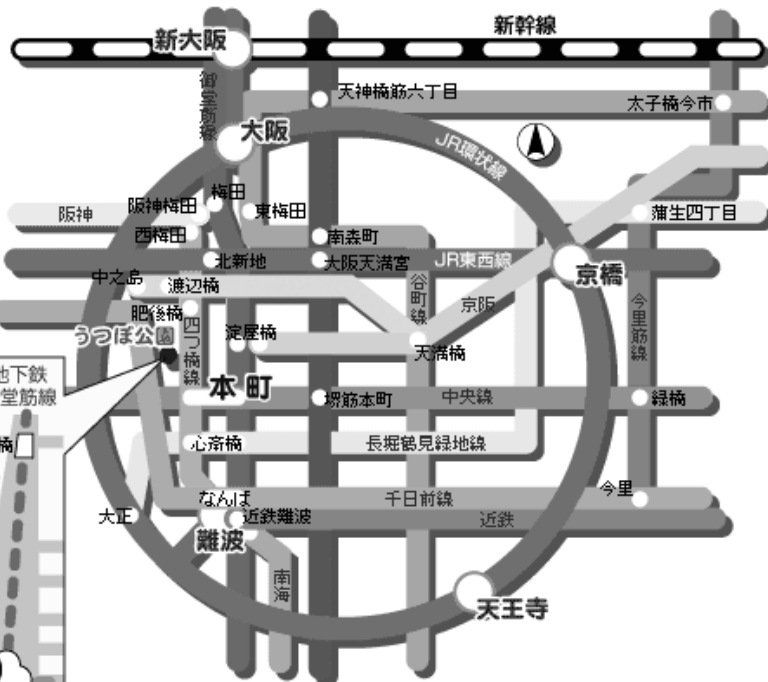 新幹線
新大阪
御堂筋線
天神橋筋六丁目
太子橋今市
大阪
JR環状線
梅田
阪神梅田
東梅田
阪神
蒲生四丁目
西梅田
南森町
北新地
大阪天満宮
JR東西線
京橋
中之島
渡辺橋
谷町線
京阪
今里筋線
肥後橋
うつぼ公園
四つ橋線
淀屋橋
天満橋
地下鉄
堂筋線
本町
堺筋本町
中央線
緑橋
橋
心斎橋
長堀鶴見緑地線
なんば
千日前線
今里
大正
近鉄難波
近鉄
難波
南海
天王寺